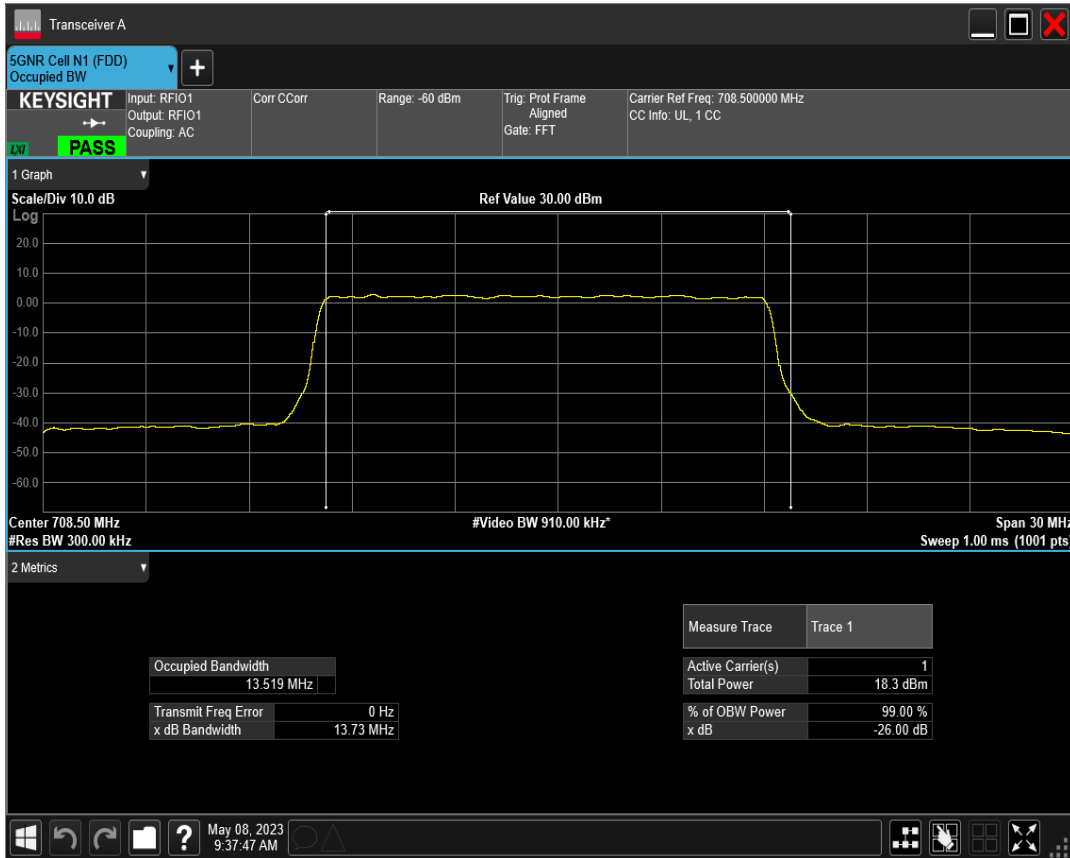 Transceiver A
5GNR Cell N1 (FDD)
Occupied BW
+
KEYSIGHT
LXI
PASS
Input: RFIO1
Output: RFIO1
Coupling: AC
Corr CCorr
Range: -60 dBm
Trig: Prot Frame
Aligned
Gate: FFT
Carrier Ref Freq: 708.500000 MHz
CC Info: UL, 1 CC
1 Graph
Scale/Div 10.0 dB
Ref Value 30.00 dBm
Log
20.0
10.0
0.00
-10.0
-20.0
-30.0
-40.0
-50.0
-60.0
Center 708.50 MHz
#Video BW 910.00 kHz*
Span 30 MHz
#Res BW 300.00 kHz
Sweep 1.00 ms (1001 pts)
2 Metrics
Measure Trace Trace 1
Occupied Bandwidth
13.519 MHz
Active Carrier(s) 1
Total Power 18.3 dBm
Transmit Freq Error 0 Hz
x dB Bandwidth 13.73 MHz
% of OBW Power 99.00 %
x dB -26.00 dB
?
May 08, 2023
9:37:47 AM